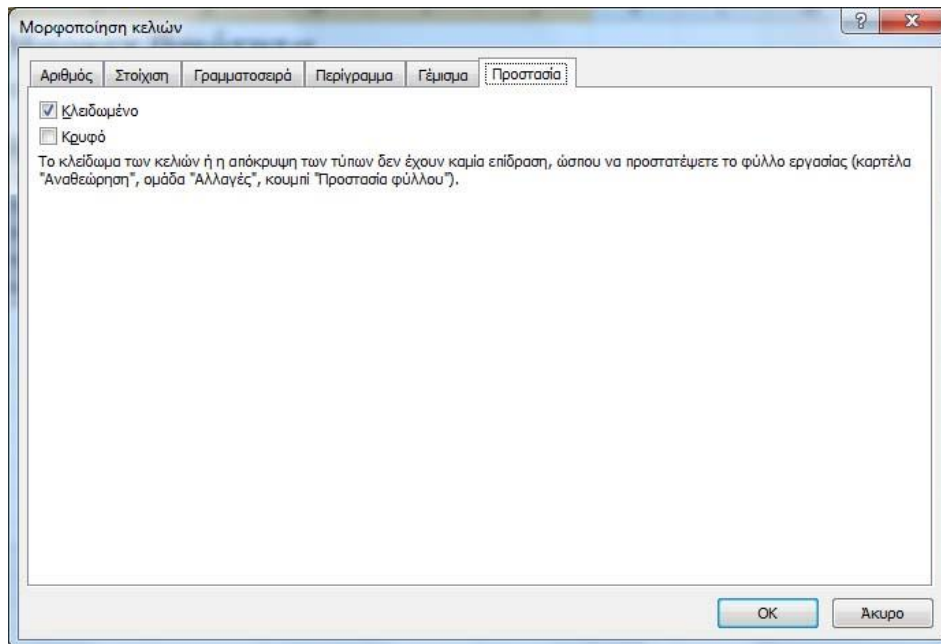 Μορφοποίηση κελιών
Αριθμός Στοίχιση Γραμματοσειρά Περίγραμμα Γέμισμα Προστασία
Κλειδωμένο
Κρυφό
Το κλείδωμα των κελιών ή η απόκρυψη των τύπων δεν έχουν καμία επίδραση, ώσπου να προστατέψετε το φύλλο εργασίας (καρτέλα
"Αναθεώρηση", ομάδα "Αλλαγές", κουμπί "Προστασία φύλλου").
OK Άκυρο